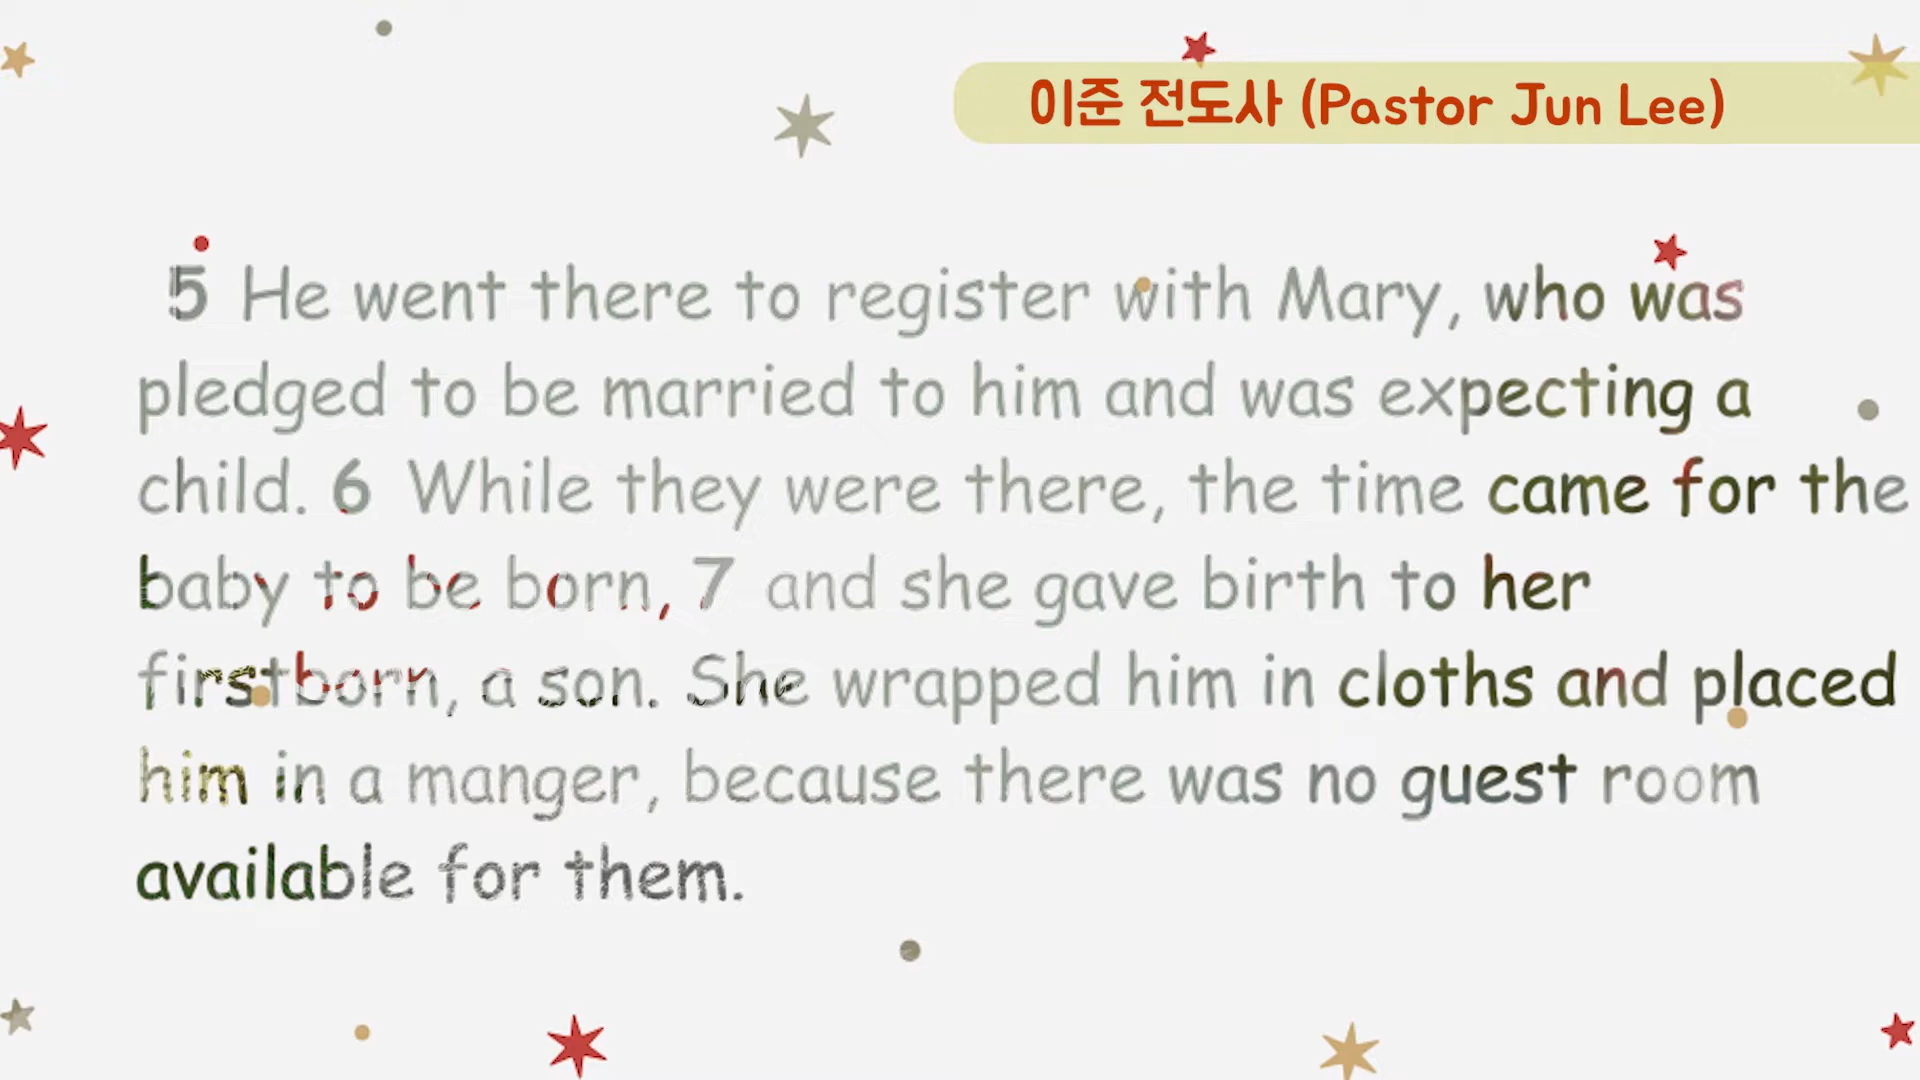 이준 전도사 (Pastor Jun Lee)
5 He went there to register with Mary, who was
pledged to be married to him and was expecting a
child. 6 While they were there, the time came for the
baby to be born, 7 and she gave birth to her
firstborn, a son. She wrapped him in cloths and placed
him in a manger, because there was no guest room
available for them.